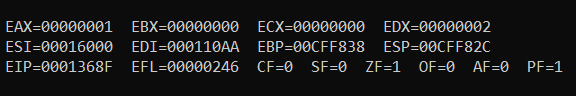 EAX=00000001 EBX=00000000 ECX=00000000 EDX=00000002
ESI=00016000 EDI=000110AA EBP=00CFF838 ESP=00CFF82C
EIP=0001368F EFL=00000246 CF=0 SF=0 ZF=1 OF=0 AF=0 PF=1